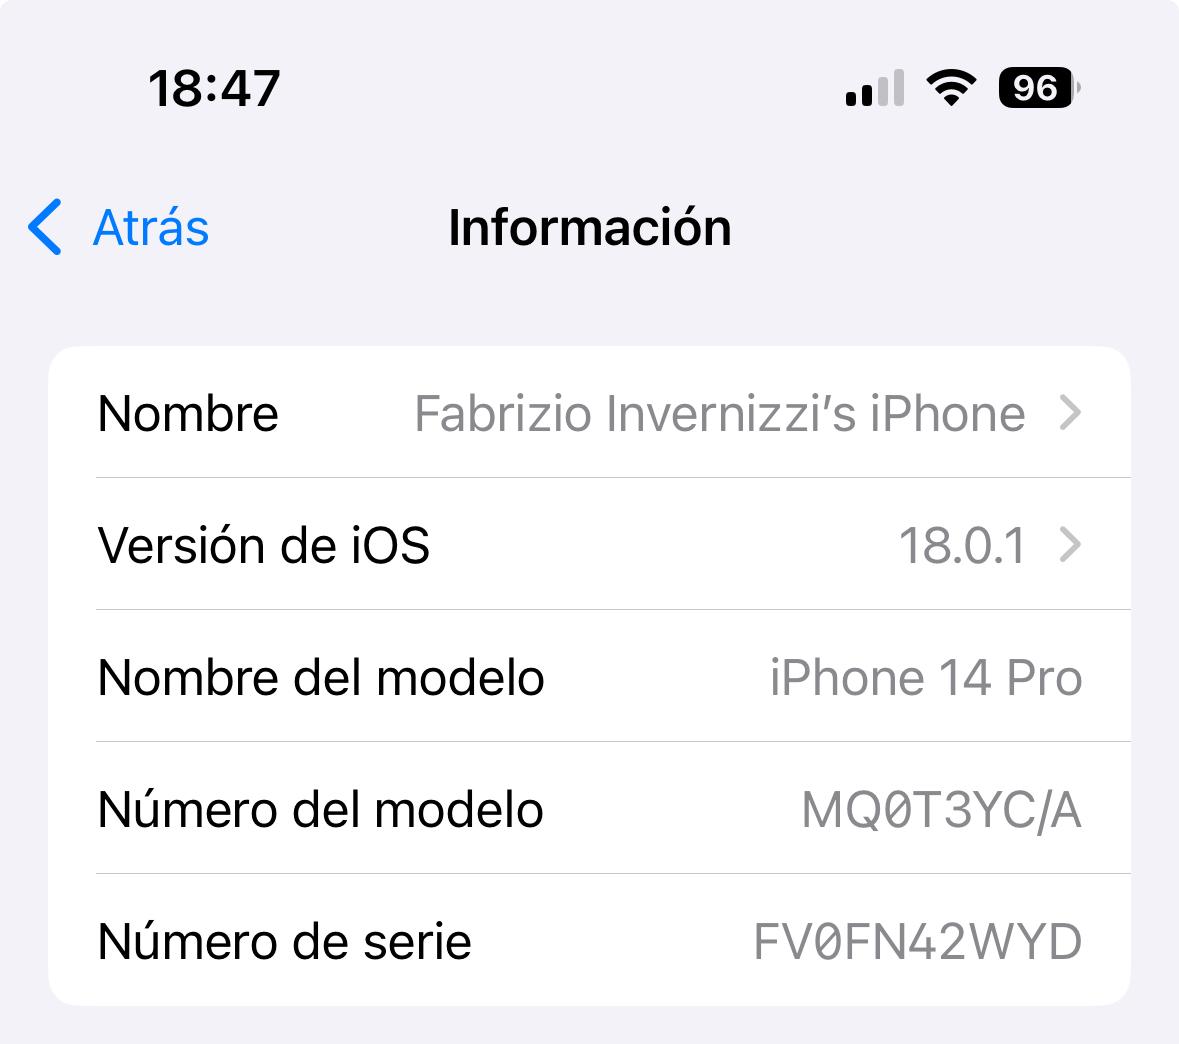 18:47
96
Atrás
Información
Nombre
Fabrizio Invernizzi’s iPhone
Versión de iOS
18.0.1
Nombre del modelo
iPhone 14 Pro
Número del modelo
MQ0T3YC/A
Número de serie
FV0FN42WYD